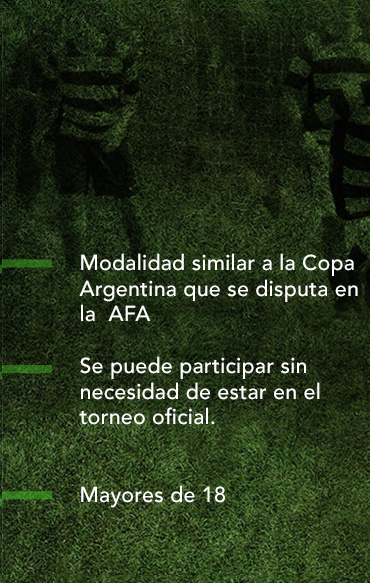 Modalidad similar a la Copa
Argentina que se disputa en
la  AFA
Se puede participar sin
necesidad de estar en el
torneo oficial.
Mayores de 18